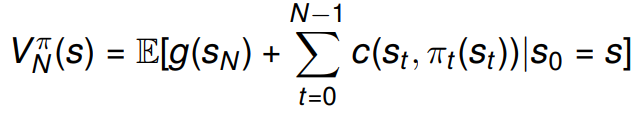 V_N^π(s) = 𝔼[g(s_N) + ∑_{t=0}^{N−1} c(s_t, π_t(s_t))|s_0 = s]